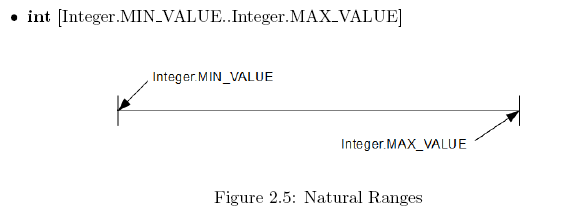 • int [Integer.MIN_VALUE..Integer.MAX_VALUE]
Integer.MIN_VALUE
Integer.MAX_VALUE
Figure 2.5: Natural Ranges